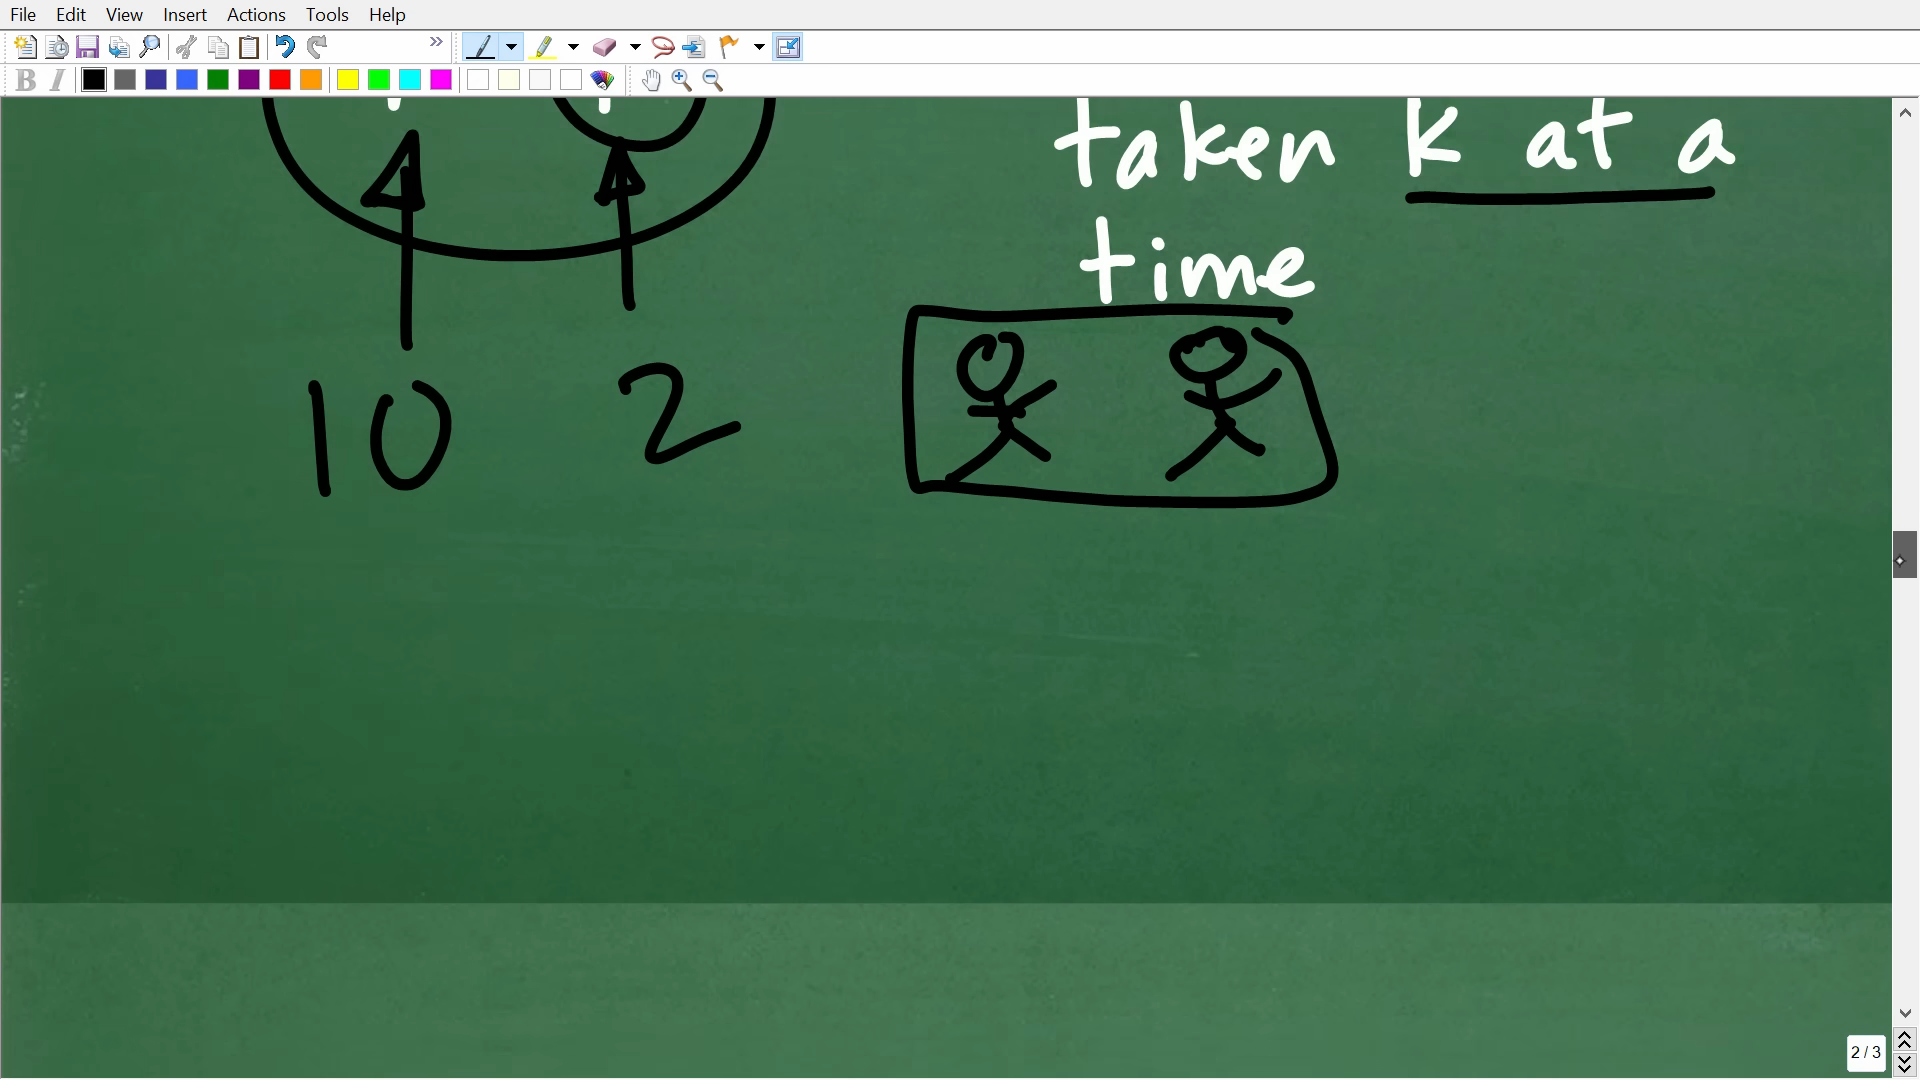 File Edit View Insert Actions Tools Help
B I
taken k at a
time
10 2
2 / 3